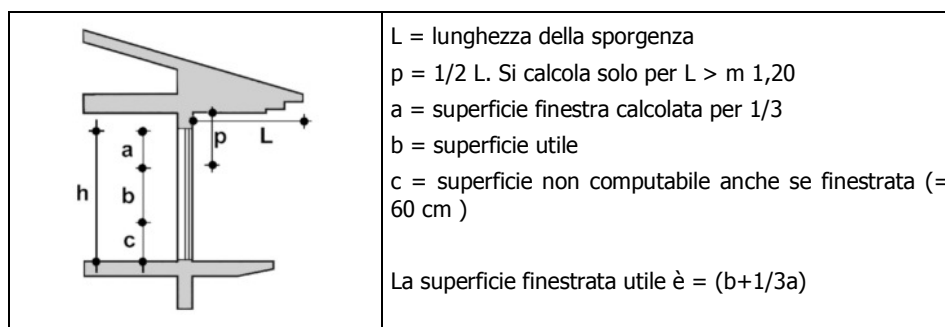 L = lunghezza della sporgenza
p = 1/2 L. Si calcola solo per L > m 1,20
a = superficie finestra calcolata per 1/3
b = superficie utile
c = superficie non computabile anche se finestrata (=
60 cm )
La superficie finestrata utile è = (b+1/3a)
p
L
a
h
b
c